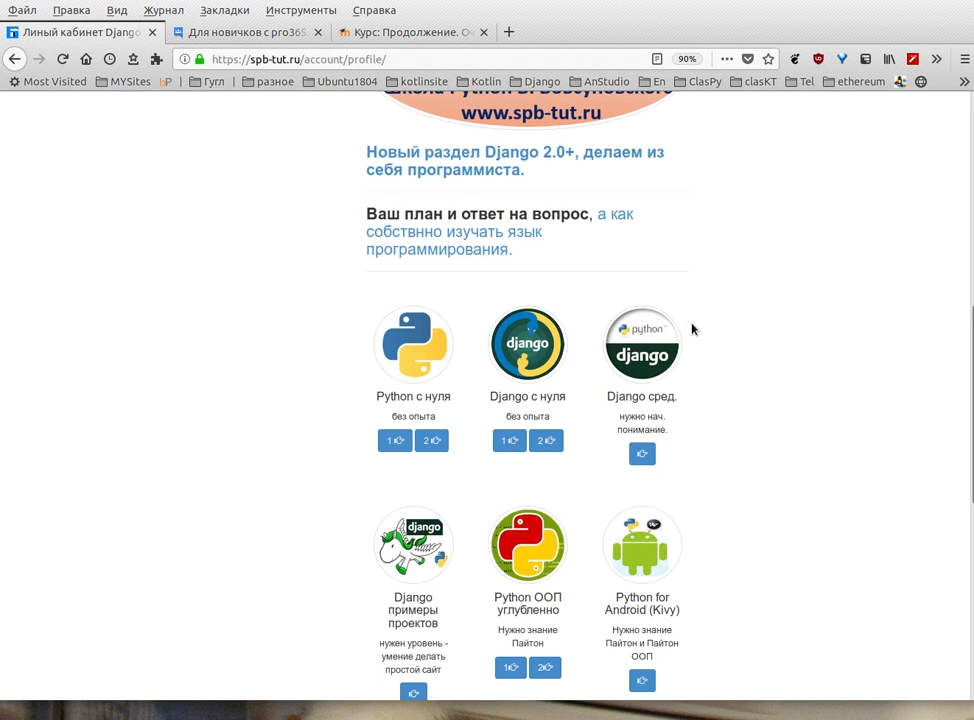 Файл Правка Вид Журнал Закладки Инструменты Справка
Линый кабинет Django Для новичков с pro365. Курс: Продолжение. Оч
https://spb-tut.ru/account/profile/ 90%
Most Visited MYSites bP Гугл разное Ubuntu1804 kotlinsite Kotlin Django AnStudio En ClasPy clasKT Tel ethereum
www.spb-tut.ru
Новый раздел Django 2.0+, делаем из
себя программиста.
Ваш план и ответ на вопрос, а как
собствнно изучать язык
программирования.
django
python
django
Python с нуля Django с нуля Django сред.
без опыта без опыта нужно нач.
понимание.
1 2 1 2
django
Django
примеры
проектов
нужен уровень -
умение делать
простой сайт
Python ООП
углубленно
Нужно знание
Пайтон
1 2
Python for
Android (Kivy)
Нужно знание
Пайтон и Пайтон
ООП